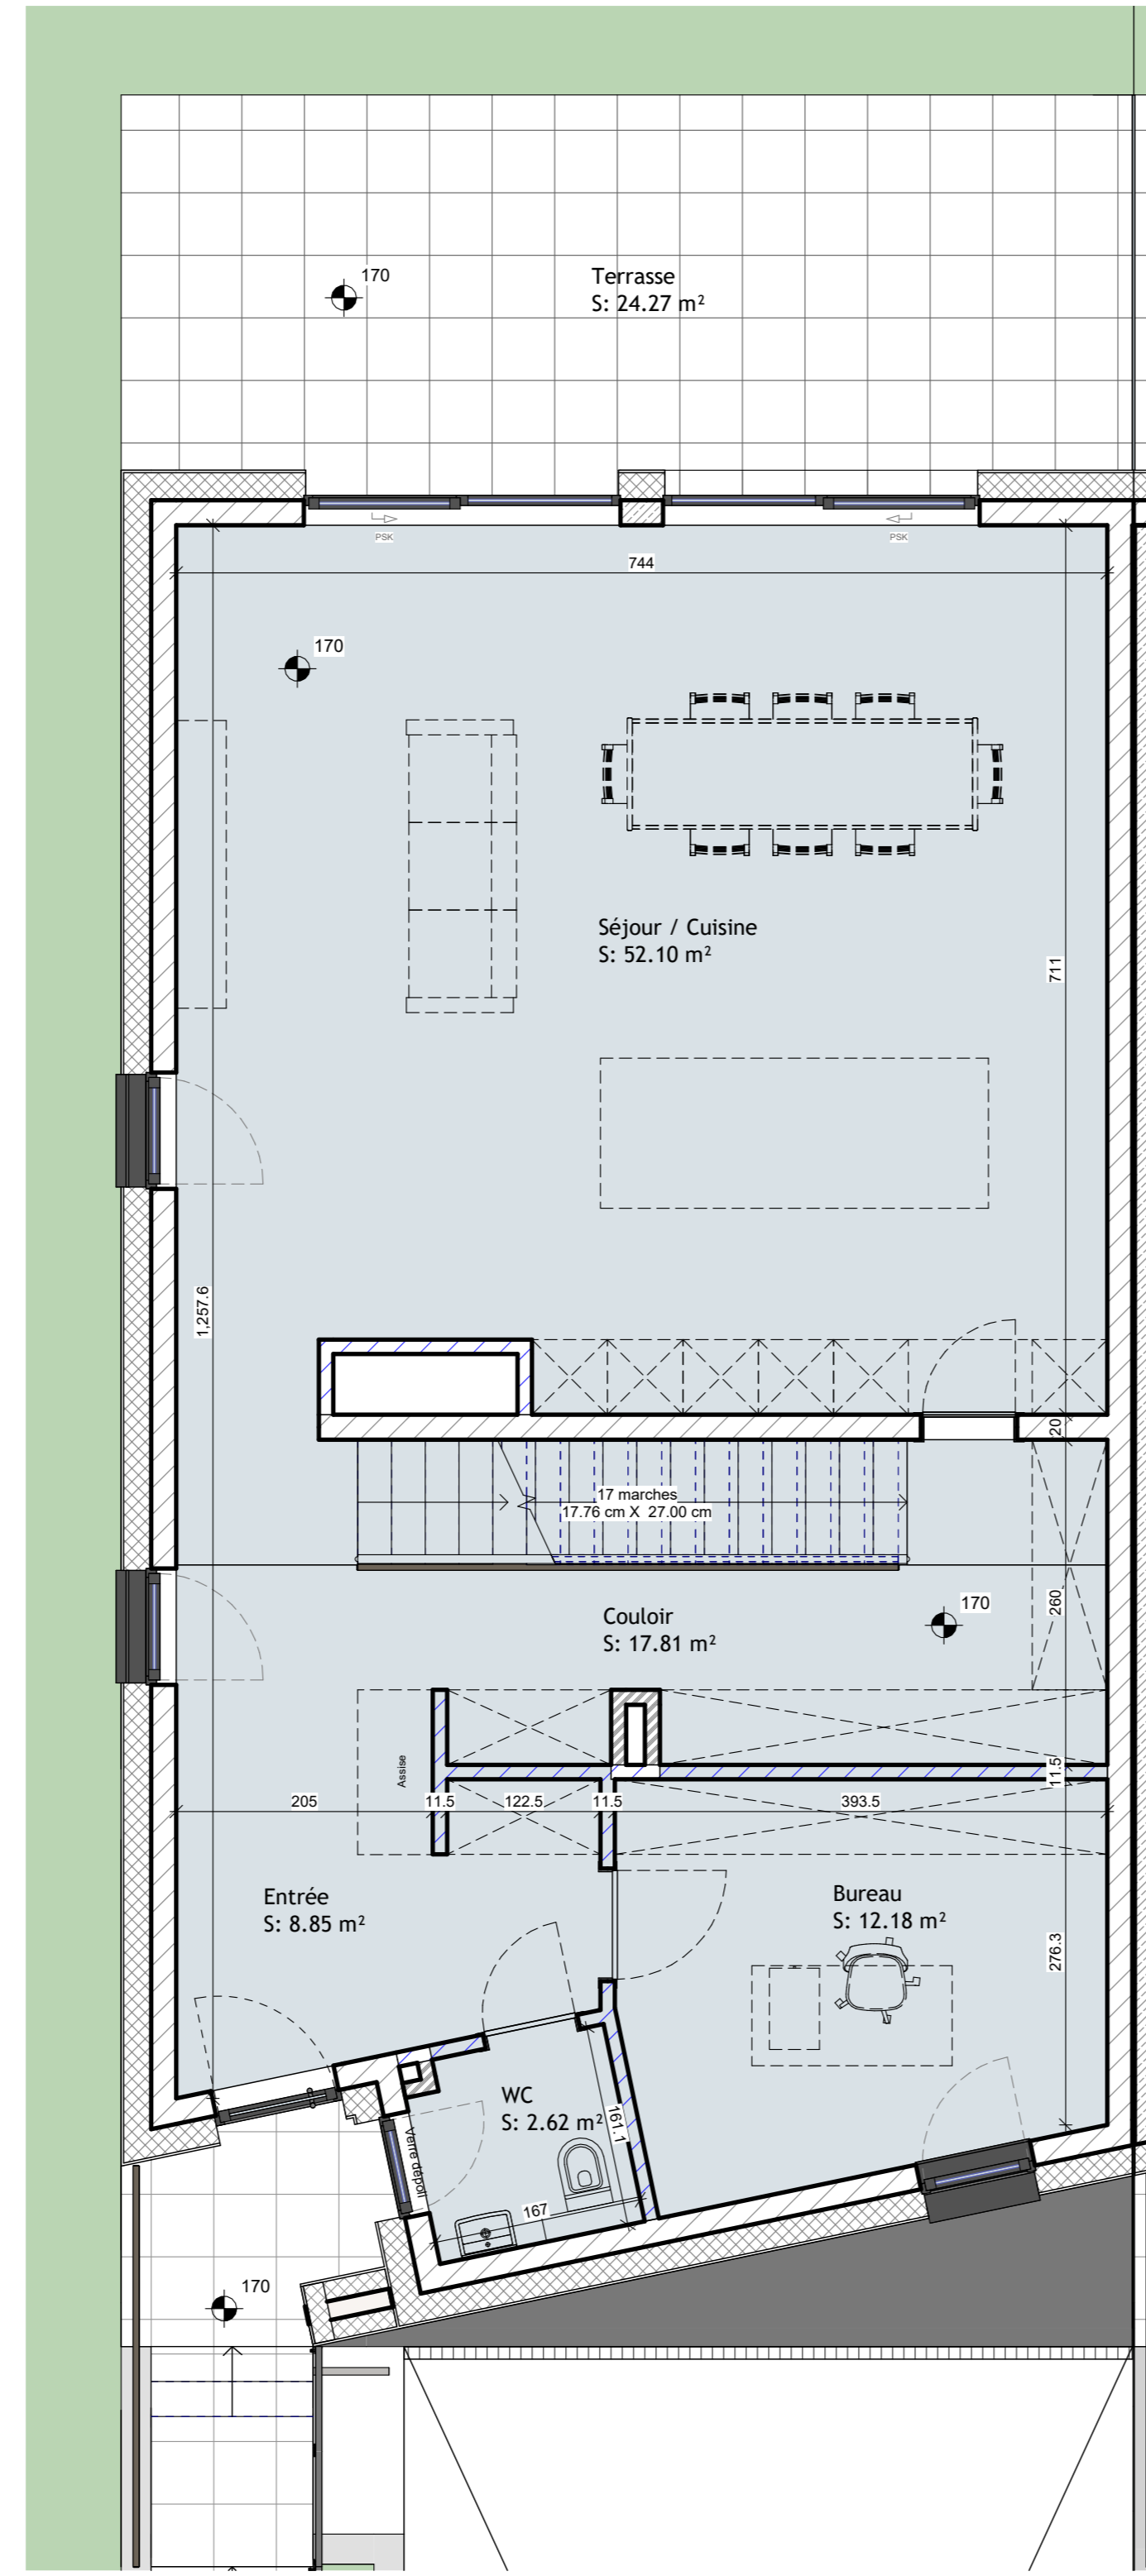 170
Terrasse
S: 24.27 m²
PSK
PSK
744
170
Séjour / Cuisine
S: 52.10 m²
711
1,257.6
20
17 marches
17.76 cm X 27.00 cm
Couloir
S: 17.81 m²
170
260
Assise
11.5
205
11.5
122.5
11.5
393.5
Entrée
S: 8.85 m²
Bureau
S: 12.18 m²
276.3
WC
S: 2.62 m²
161.1
Verre dépoli
167
170